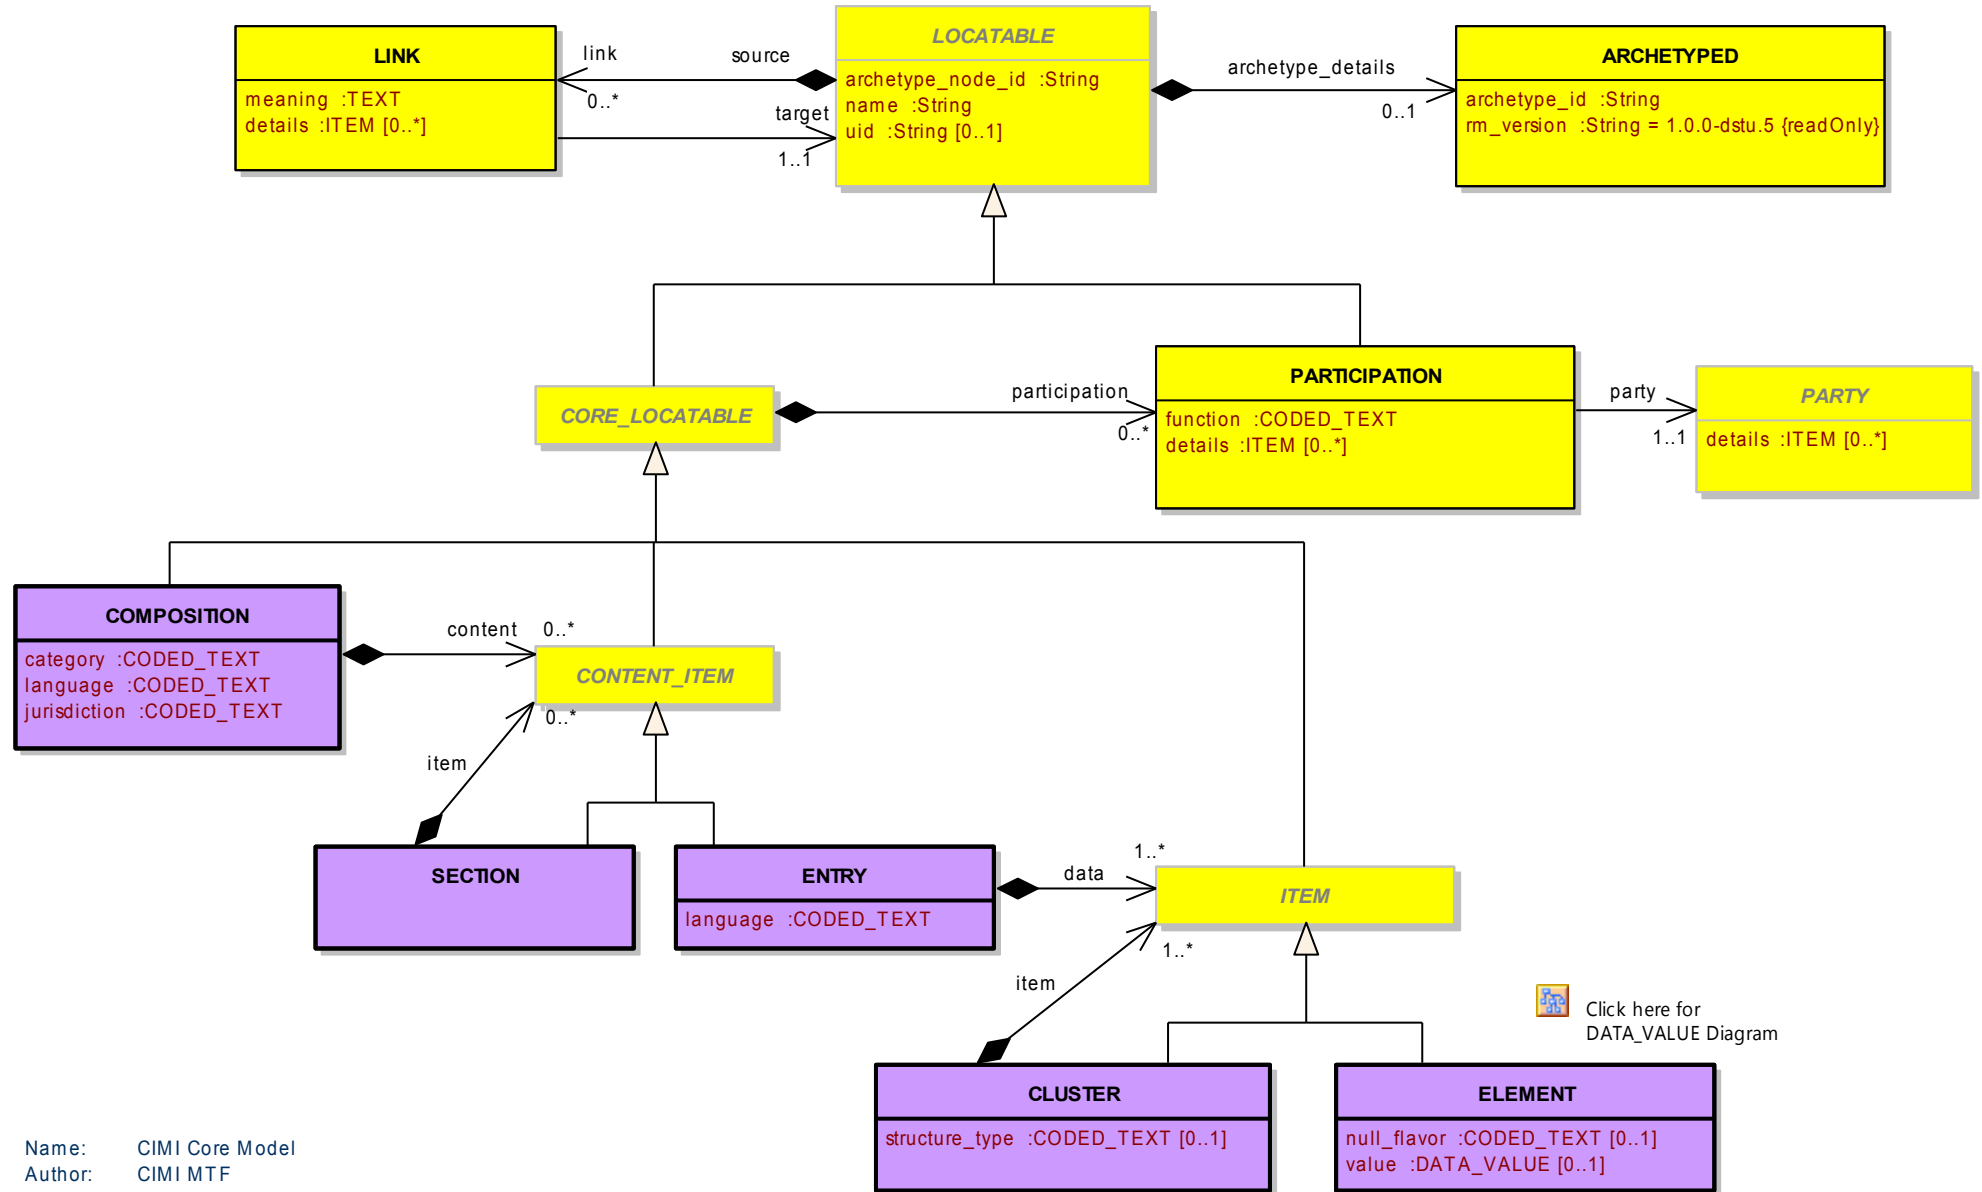 LOCATABLE
archetype_node_id :String
name :String
uid :String [0..1]
LINK
meaning :TEXT
details :ITEM [0..*]
link
0..*
source
target
1..1
archetype_details
0..1
ARCHETYPED
archetype_id :String
rm_version :String = 1.0.0-dstu.5 {readOnly}
CORE_LOCATABLE
participation
0..*
PARTICIPATION
function :CODED_TEXT
details :ITEM [0..*]
party
1..1
PARTY
details :ITEM [0..*]
COMPOSITION
category :CODED_TEXT
language :CODED_TEXT
jurisdiction :CODED_TEXT
content
0..*
CONTENT_ITEM
0..*
item
SECTION
ENTRY
language :CODED_TEXT
data
1..*
ITEM
1..*
item
Click here for
DATA_VALUE Diagram
CLUSTER
structure_type :CODED_TEXT [0..1]
ELEMENT
null_flavor :CODED_TEXT [0..1]
value :DATA_VALUE [0..1]
Name: CIMI Core Model
Author: CIMI MTF